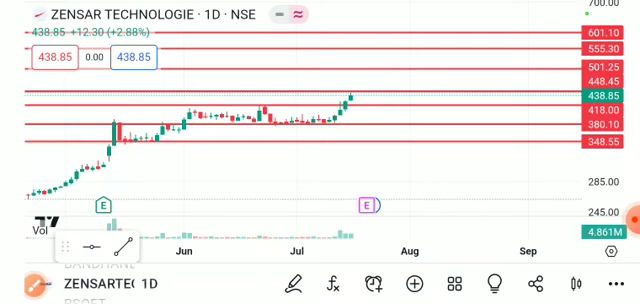 700.00
ZENSAR TECHNOLOGIE · 1D · NSE
438.85 +12.30 (+2.88%)
601.10
555.30
438.85 0.00 438.85
501.25
448.45
438.85
418.00
380.10
348.55
285.00
E E
245.00
Vol
4.861M
Jun Jul Aug Sep
BANDHANB
ZENSARTEC 1D
BSOFT